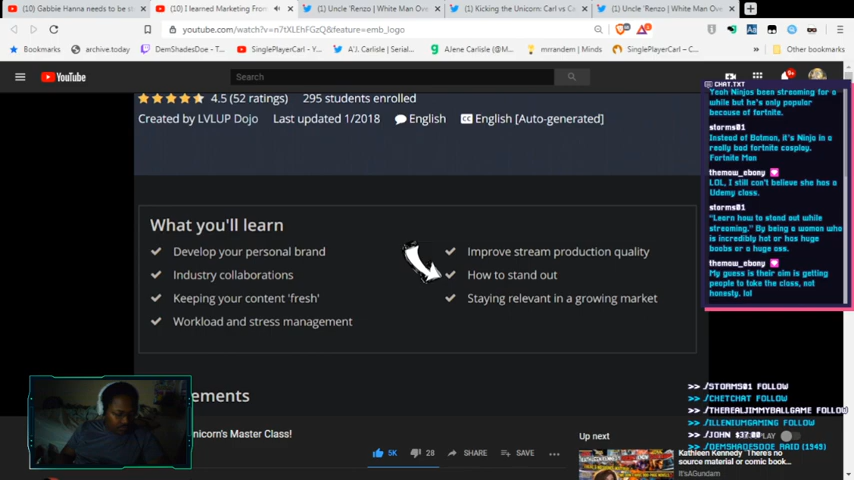 (10) Gabbie Hanna needs to be st
(10) I learned Marketing From
(1) Uncle 'Renzo | White Man Ove
(1) Kicking the Unicorn: Carl vs Ca
(1) Uncle 'Renzo | White Man Ove
youtube.com/watch?v=n7tXLEhFGzQ&feature=emb_logo
Bookmarks archive.today DemShadesDoe - T... SinglePlayerCarl - Y... A.J. Carlisle | Serial... AJene Carlisle (@M... mrrandem | Minds SinglePlayerCarl –... Other bookmarks
YouTube
Search
9+
4.5 (52 ratings) 295 students enrolled
Created by LVLUP Dojo Last updated 1/2018 English CC English [Auto-generated]
What you'll learn
Develop your personal brand
Industry collaborations
Keeping your content 'fresh'
Workload and stress management
Improve stream production quality
How to stand out
Staying relevant in a growing market
ements
nicorn's Master Class!
5K 28 SHARE SAVE
Up next
Kathleen Kennedy 'There's no
source material or comic book...
It'sAGundam
CHAT.TXT
Yeah Ninjas been streaming for a
while but he's only popular
because of fortnite.
storms01
Instead of Batman, it's Ninja in a
really bad fortnite cosplay.
Fortnite Man
themow_ebony
LOL, I still can't believe she has a
Udemy class.
storms01
"Learn how to stand out while
streaming." By being a woman who
is incredibly hot or has huge
boobs or a huge ass.
themow_ebony
My guess is their aim is getting
people to take the class, not
honesty. lol
>> ./STORMS01 FOLLOW
>> ./CHETCHAT FOLLOW
>> ./THEREALJIMMYBALLGAME FOLLOW
>> ./ILLENIUMGAMING FOLLOW
>> ./JOHN $37.00
>> ./DEMSHADESDOE RAID (1545)